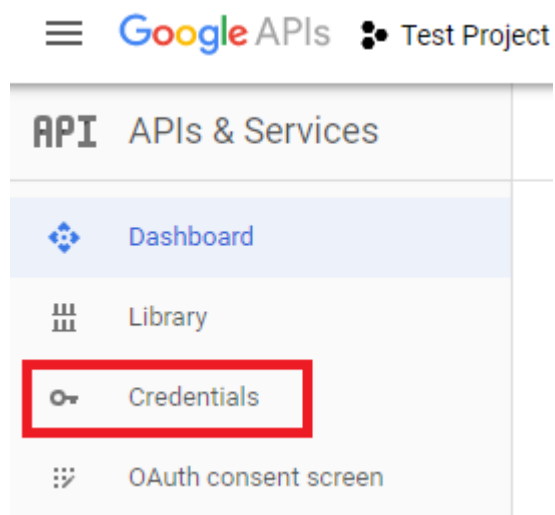 Google APIs Test Project
API APIs & Services
Dashboard
Library
Credentials
OAuth consent screen